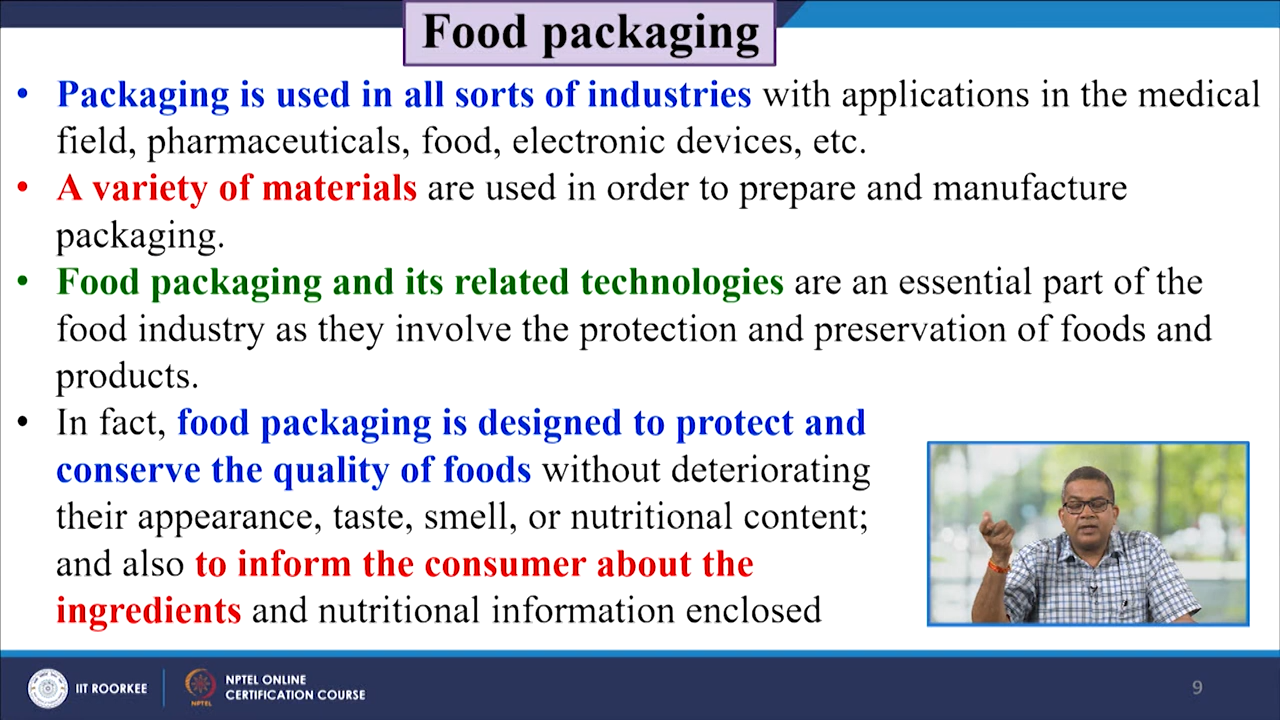 Food packaging
• Packaging is used in all sorts of industries with applications in the medical
field, pharmaceuticals, food, electronic devices, etc.
• A variety of materials are used in order to prepare and manufacture
packaging.
• Food packaging and its related technologies are an essential part of the
food industry as they involve the protection and preservation of foods and
products.
• In fact, food packaging is designed to protect and
conserve the quality of foods without deteriorating
their appearance, taste, smell, or nutritional content;
and also to inform the consumer about the
ingredients and nutritional information enclosed
IIT ROORKEE
NPTEL
NPTEL ONLINE
CERTIFICATION COURSE
9